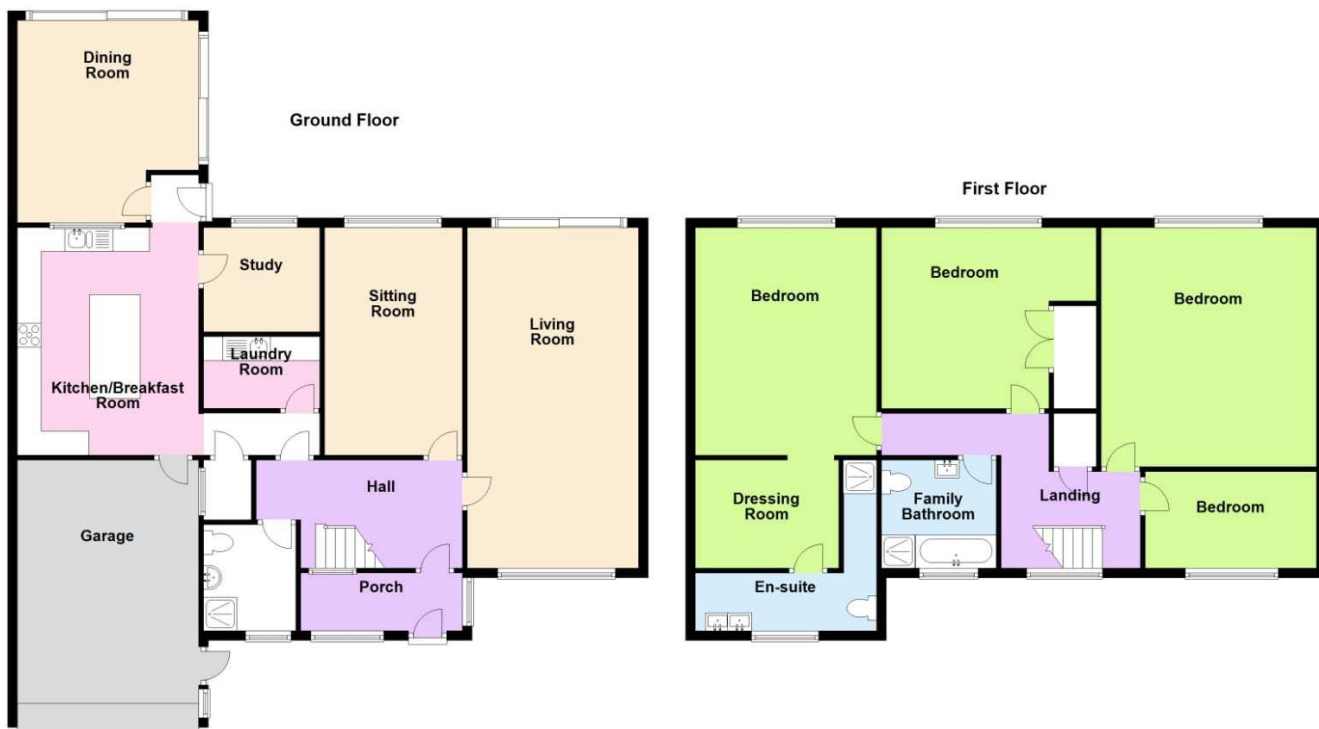 Ground Floor
Dining
Room
Study
Sitting
Room
Living
Room
Laundry
Room
Kitchen/Breakfast
Room
Hall
Garage
Porch
First Floor
Bedroom
Bedroom
Bedroom
Dressing
Room
Family
Bathroom
Landing
Bedroom
En-suite